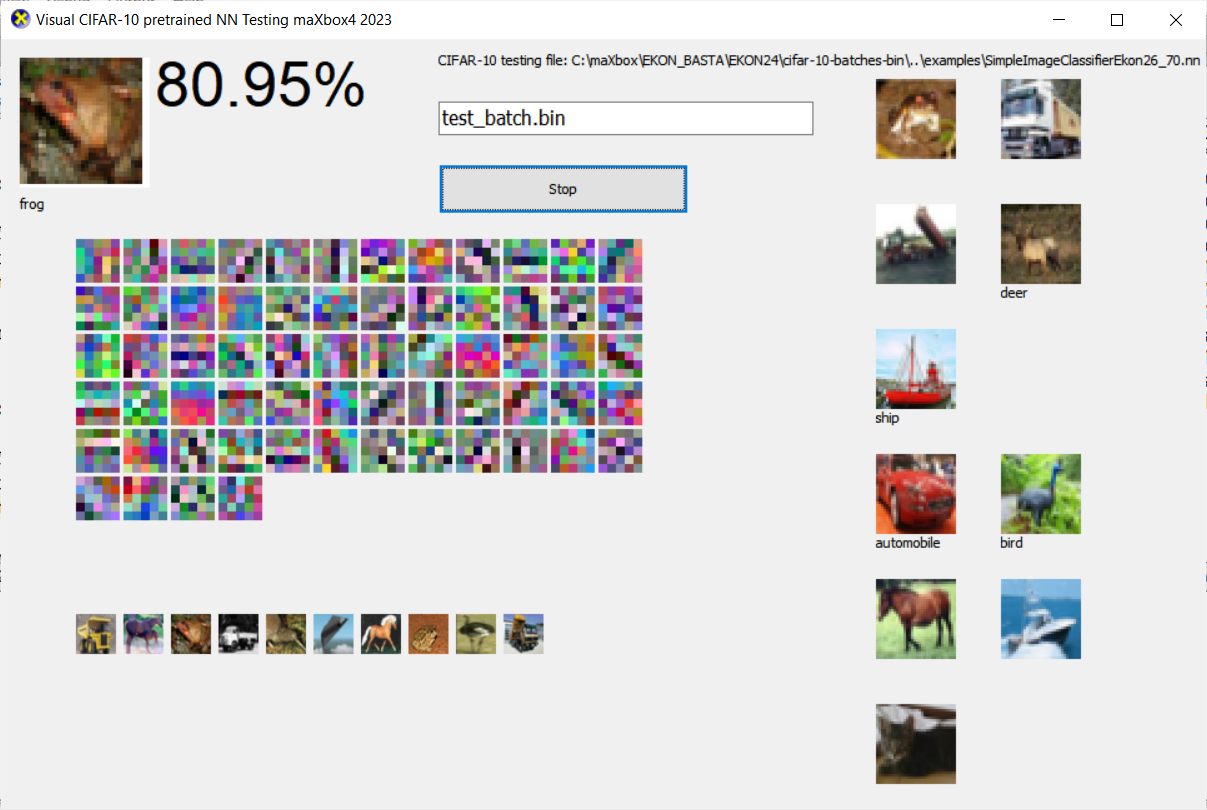 Visual CIFAR-10 pretrained NN Testing maXbox4 2023
80.95%
CIFAR-10 testing file: C:\maXbox\EKON_BASTA\EKON24\cifar-10-batches-bin\..\examples\SimpleImageClassifierEkon26_70.nn
test_batch.bin
Stop
frog
deer
ship
automobile
bird